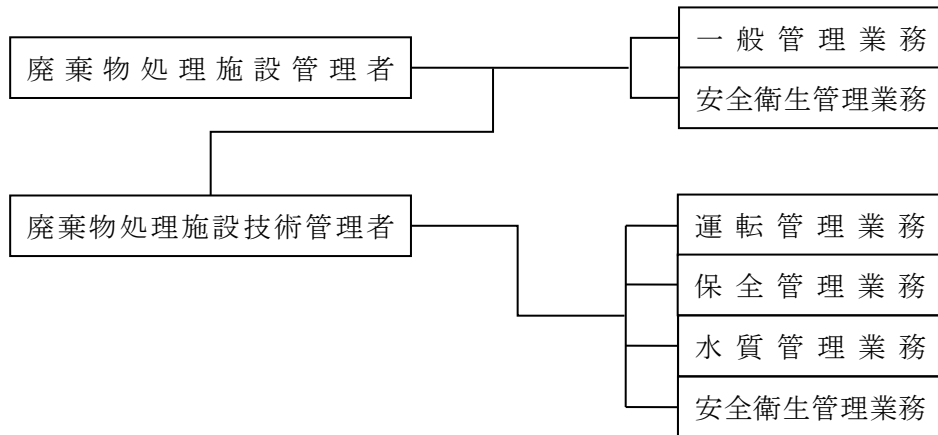 廃棄物処理施設管理者
一般管理業務
安全衛生管理業務
廃棄物処理施設技術管理者
運転管理業務
保全管理業務
水質管理業務
安全衛生管理業務